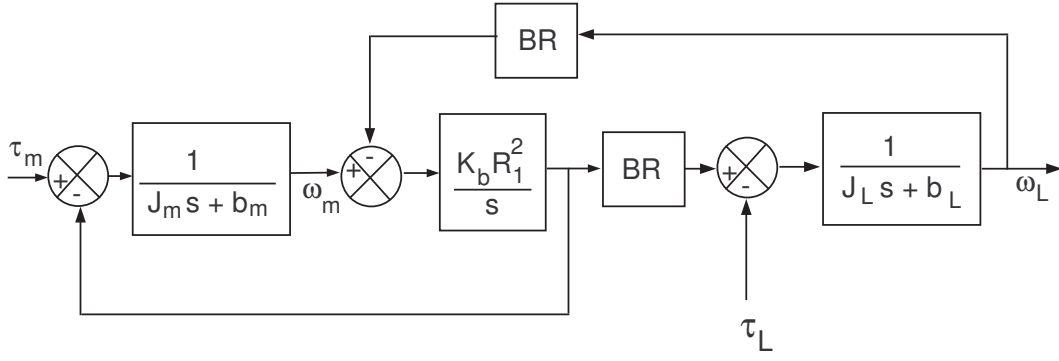 BR
τm
+
-
1
Jm s + bm
ωm
+
-
Kb R1²
s
BR
+
-
1
JL s + bL
ωL
τL